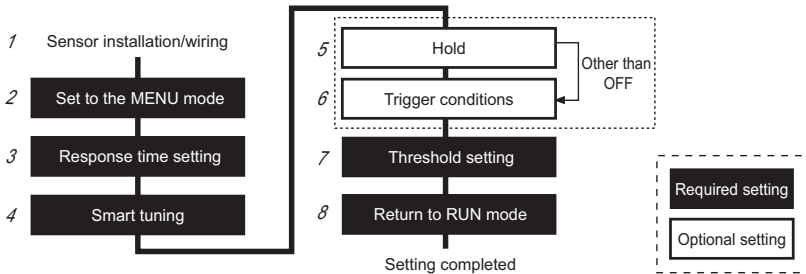 1 Sensor installation/wiring
2 Set to the MENU mode
3 Response time setting
4 Smart tuning
5 Hold
Other than
OFF
6 Trigger conditions
7 Threshold setting
8 Return to RUN mode
Setting completed
Required setting
Optional setting